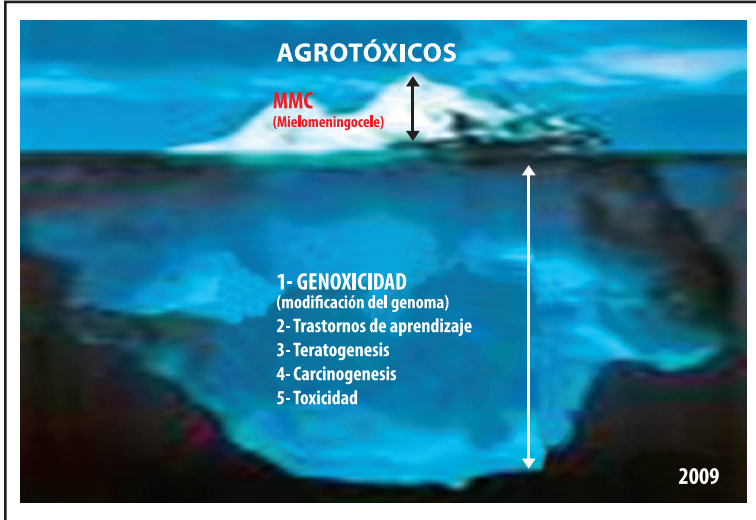 AGROTÓXICOS
MMC
(Mielomeningocele)
1- GENOXICIDAD
(modificación del genoma)
2- Trastornos de aprendizaje
3- Teratogenesis
4- Carcinogenesis
5- Toxicidad
2009